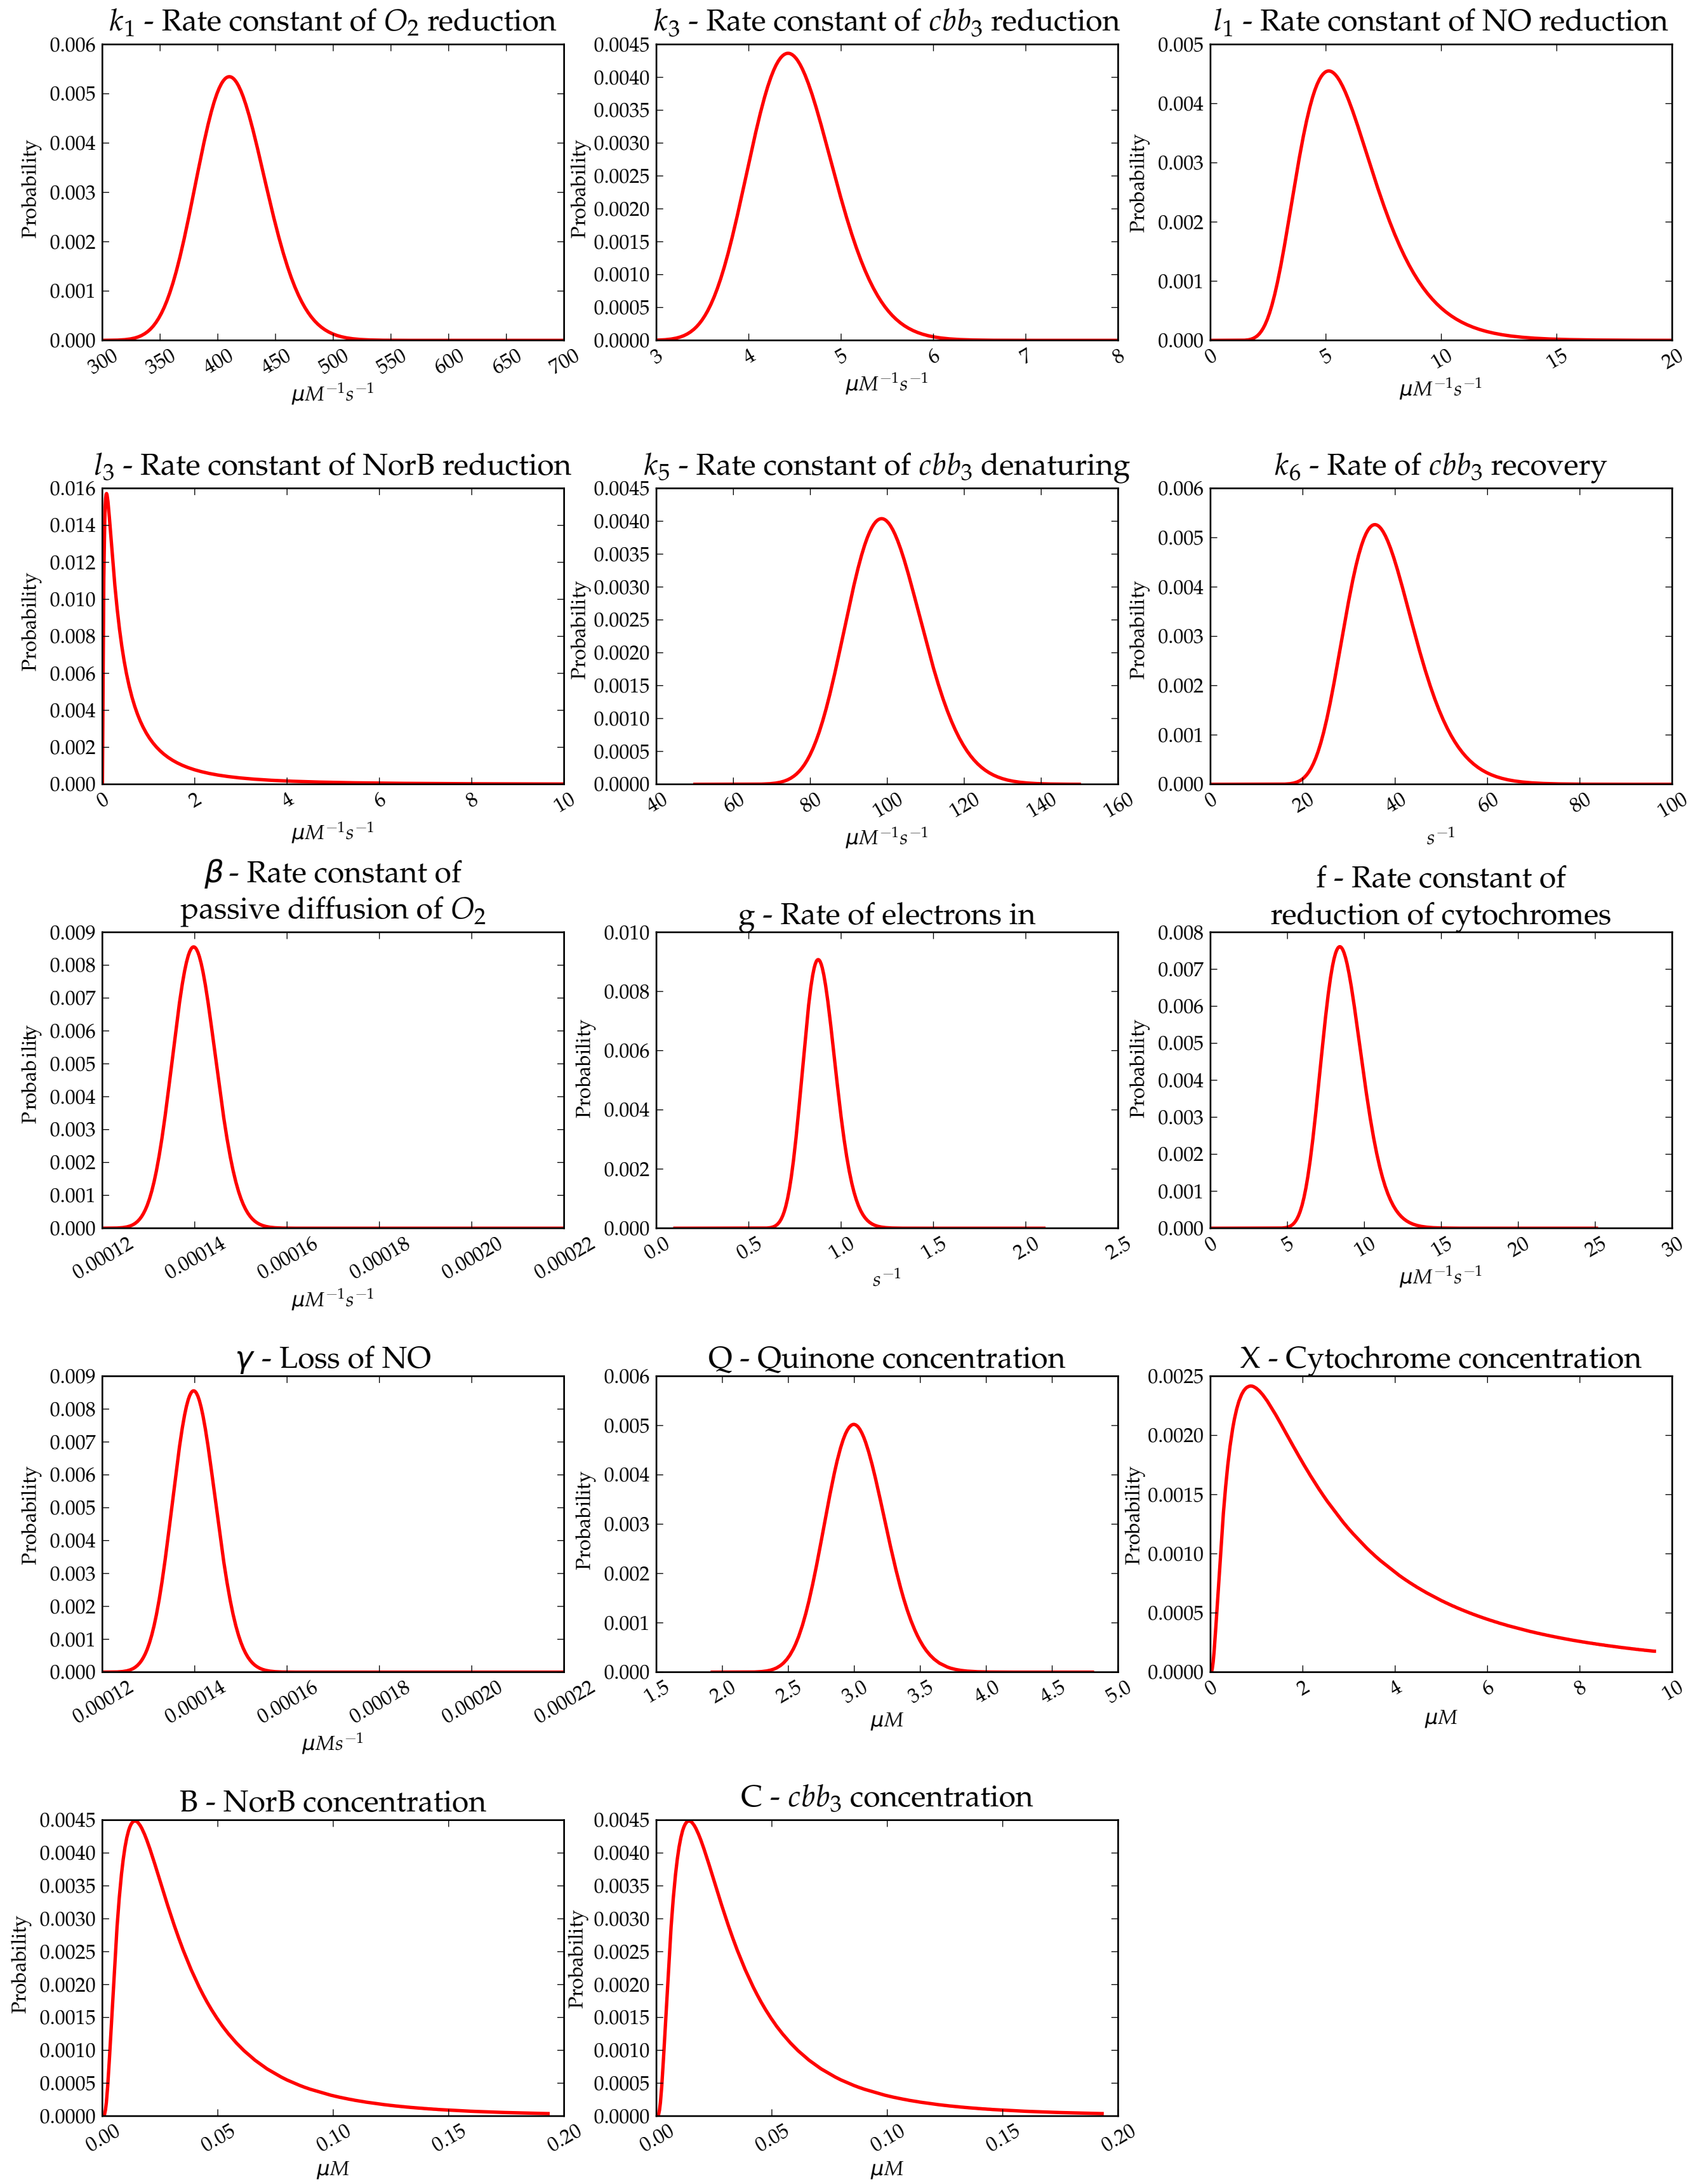 k₁ - Rate constant of O₂ reduction
k₃ - Rate constant of cbb₃ reduction
l₁ - Rate constant of NO reduction
0.006
0.005
0.004
0.003
0.002
0.001
0.000
Probability
300 350 400 450 500 550 600 650 700
μM⁻¹s⁻¹
0.0045
0.0040
0.0035
0.0030
0.0025
0.0020
0.0015
0.0010
0.0005
0.0000
Probability
3 4 5 6 7 8
μM⁻¹s⁻¹
0.005
0.004
0.003
0.002
0.001
0.000
Probability
0 5 10 15 20
μM⁻¹s⁻¹
l₃ - Rate constant of NorB reduction
k₅ - Rate constant of cbb₃ denaturing
k₆ - Rate of cbb₃ recovery
0.016
0.014
0.012
0.010
0.008
0.006
0.004
0.002
0.000
Probability
0 2 4 6 8 10
μM⁻¹s⁻¹
0.0045
0.0040
0.0035
0.0030
0.0025
0.0020
0.0015
0.0010
0.0005
0.0000
Probability
40 60 80 100 120 140 160
μM⁻¹s⁻¹
0.006
0.005
0.004
0.003
0.002
0.001
0.000
Probability
0 20 40 60 80 100
s⁻¹
β - Rate constant of
passive diffusion of O₂
g - Rate of electrons in
f - Rate constant of
reduction of cytochromes
0.009
0.008
0.007
0.006
0.005
0.004
0.003
0.002
0.001
0.000
Probability
0.00012 0.00014 0.00016 0.00018 0.00020 0.00022
μM⁻¹s⁻¹
0.010
0.008
0.006
0.004
0.002
0.000
Probability
0.0 0.5 1.0 1.5 2.0 2.5
s⁻¹
0.008
0.007
0.006
0.005
0.004
0.003
0.002
0.001
0.000
Probability
0 5 10 15 20 25 30
μM⁻¹s⁻¹
γ - Loss of NO
Q - Quinone concentration
X - Cytochrome concentration
0.009
0.008
0.007
0.006
0.005
0.004
0.003
0.002
0.001
0.000
Probability
0.00012 0.00014 0.00016 0.00018 0.00020 0.00022
μMs⁻¹
0.006
0.005
0.004
0.003
0.002
0.001
0.000
Probability
1.5 2.0 2.5 3.0 3.5 4.0 4.5 5.0
μM
0.0025
0.0020
0.0015
0.0010
0.0005
0.0000
Probability
0 2 4 6 8 10
μM
B - NorB concentration
C - cbb₃ concentration
0.0045
0.0040
0.0035
0.0030
0.0025
0.0020
0.0015
0.0010
0.0005
0.0000
Probability
0.00 0.05 0.10 0.15 0.20
μM
0.0045
0.0040
0.0035
0.0030
0.0025
0.0020
0.0015
0.0010
0.0005
0.0000
Probability
0.00 0.05 0.10 0.15 0.20
μM